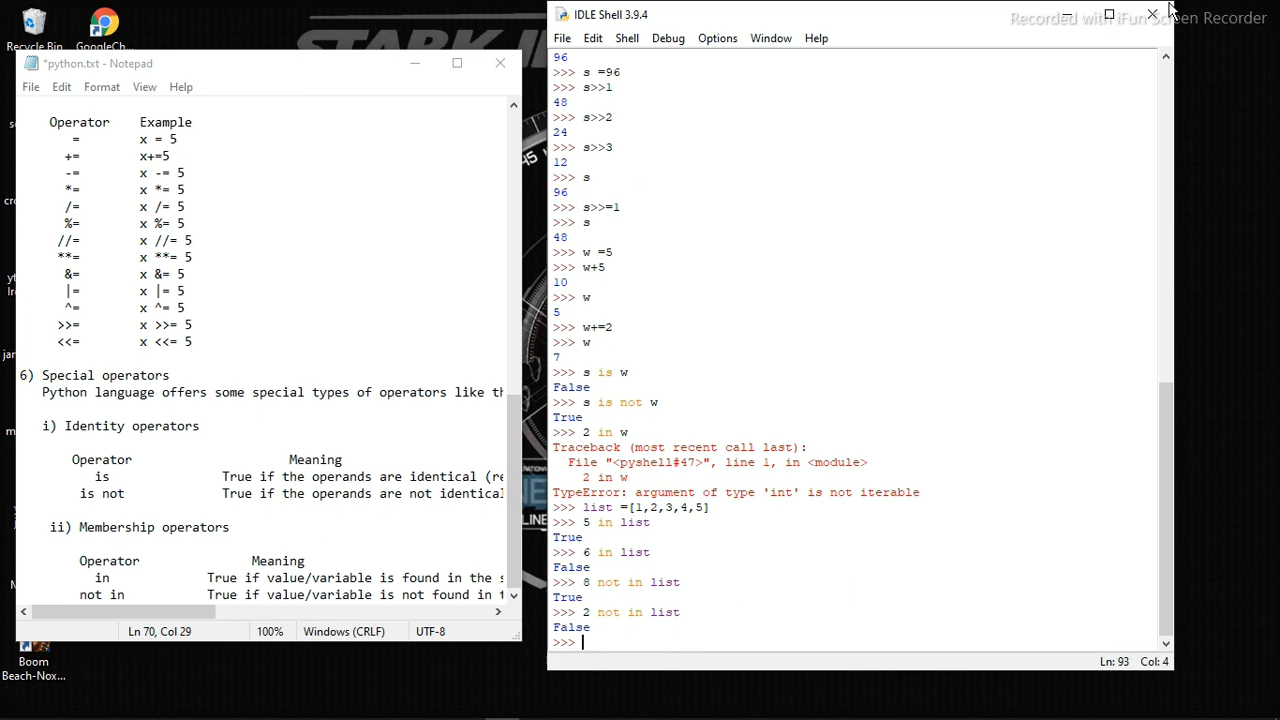 Recycle Bin
GoogleCh...
STARK
Recorded with iFun Screen Recorder
*python.txt - Notepad
File Edit Format View Help
Operator Example
= x = 5
+= x+=5
-= x -= 5
*= x *= 5
/= x /= 5
%= x %= 5
//= x //= 5
**= x **= 5
&= x &= 5
|= x |= 5
^= x ^= 5
>>= x >>= 5
<<= x <<= 5
6) Special operators
Python language offers some special types of operators like th
i) Identity operators
Operator Meaning
is True if the operands are identical (re
is not True if the operands are not identical
ii) Membership operators
Operator Meaning
in True if value/variable is found in the s
not in True if value/variable is not found in t
Ln 70, Col 29 100% Windows (CRLF) UTF-8
Boom
Beach-Nox...
45
LINE
IDLE Shell 3.9.4
File Edit Shell Debug Options Window Help
96
>>> s =96
>>> s>>1
48
>>> s>>2
24
>>> s>>3
12
>>> s
96
>>> s>>=1
>>> s
48
>>> w =5
>>> w+5
10
>>> w
5
>>> w+=2
>>> w
7
>>> s is w
False
>>> s is not w
True
>>> 2 in w
Traceback (most recent call last):
File "<pyshell#47>", line 1, in <module>
2 in w
TypeError: argument of type 'int' is not iterable
>>> list =[1,2,3,4,5]
>>> 5 in list
True
>>> 6 in list
False
>>> 8 not in list
True
>>> 2 not in list
False
>>>
Ln: 93 Col: 4